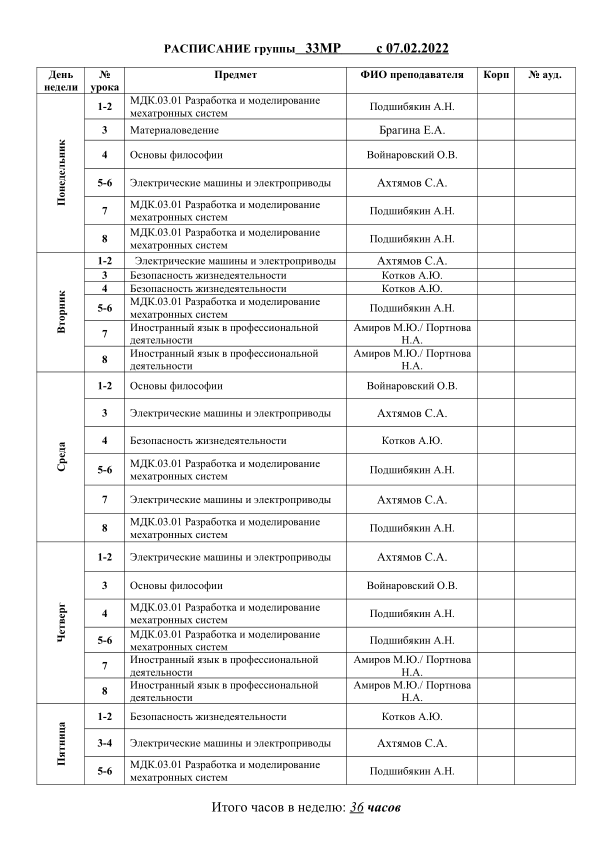 РАСПИСАНИЕ группы 33МР с 07.02.2022
День недели № урока Предмет ФИО преподавателя Корп № ауд.
Понедельник
1-2 МДК.03.01 Разработка и моделирование
мехатронных систем Подшибякин А.Н.
3 Материаловедение Брагина Е.А.
4 Основы философии Войнаровский О.В.
5-6 Электрические машины и электроприводы Ахтямов С.А.
7 МДК.03.01 Разработка и моделирование
мехатронных систем Подшибякин А.Н.
8 МДК.03.01 Разработка и моделирование
мехатронных систем Подшибякин А.Н.
Вторник
1-2 Электрические машины и электроприводы Ахтямов С.А.
3 Безопасность жизнедеятельности Котков А.Ю.
4 Безопасность жизнедеятельности Котков А.Ю.
5-6 МДК.03.01 Разработка и моделирование
мехатронных систем Подшибякин А.Н.
7 Иностранный язык в профессиональной
деятельности Амиров М.Ю./ Портнова Н.А.
8 Иностранный язык в профессиональной
деятельности Амиров М.Ю./ Портнова Н.А.
Среда
1-2 Основы философии Войнаровский О.В.
3 Электрические машины и электроприводы Ахтямов С.А.
4 Безопасность жизнедеятельности Котков А.Ю.
5-6 МДК.03.01 Разработка и моделирование
мехатронных систем Подшибякин А.Н.
7 Электрические машины и электроприводы Ахтямов С.А.
8 МДК.03.01 Разработка и моделирование
мехатронных систем Подшибякин А.Н.
Четверг
1-2 Электрические машины и электроприводы Ахтямов С.А.
3 Основы философии Войнаровский О.В.
4 МДК.03.01 Разработка и моделирование
мехатронных систем Подшибякин А.Н.
5-6 МДК.03.01 Разработка и моделирование
мехатронных систем Подшибякин А.Н.
7 Иностранный язык в профессиональной
деятельности Амиров М.Ю./ Портнова Н.А.
8 Иностранный язык в профессиональной
деятельности Амиров М.Ю./ Портнова Н.А.
Пятница
1-2 Безопасность жизнедеятельности Котков А.Ю.
3-4 Электрические машины и электроприводы Ахтямов С.А.
5-6 МДК.03.01 Разработка и моделирование
мехатронных систем Подшибякин А.Н.
Итого часов в неделю: 36 часов